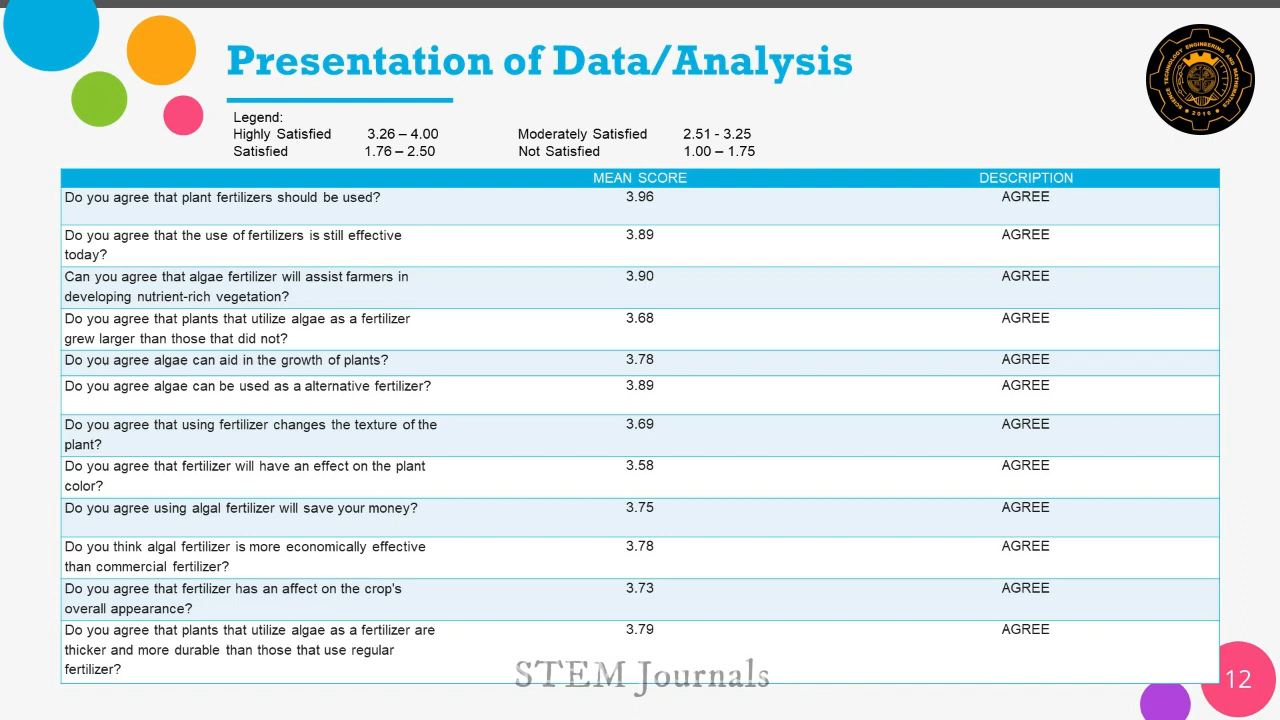 Presentation of Data/Analysis
SCIENCE TECHNOLOGY ENGINEERING AND MATHEMATICS
2016
Legend:
Highly Satisfied 3.26 – 4.00 Moderately Satisfied 2.51 - 3.25
Satisfied 1.76 – 2.50 Not Satisfied 1.00 – 1.75
MEAN SCORE DESCRIPTION
Do you agree that plant fertilizers should be used? 3.96 AGREE
Do you agree that the use of fertilizers is still effective 3.89 AGREE
today?
Can you agree that algae fertilizer will assist farmers in 3.90 AGREE
developing nutrient-rich vegetation?
Do you agree that plants that utilize algae as a fertilizer 3.68 AGREE
grew larger than those that did not?
Do you agree algae can aid in the growth of plants? 3.78 AGREE
Do you agree algae can be used as a alternative fertilizer? 3.89 AGREE
Do you agree that using fertilizer changes the texture of the 3.69 AGREE
plant?
Do you agree that fertilizer will have an effect on the plant 3.58 AGREE
color?
Do you agree using algal fertilizer will save your money? 3.75 AGREE
Do you think algal fertilizer is more economically effective 3.78 AGREE
than commercial fertilizer?
Do you agree that fertilizer has an affect on the crop's 3.73 AGREE
overall appearance?
Do you agree that plants that utilize algae as a fertilizer are 3.79 AGREE
thicker and more durable than those that use regular
fertilizer?
STEM Journals
12